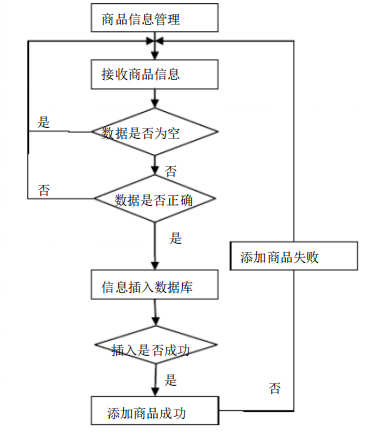 商品信息管理
接收商品信息
是
数据是否为空
否
否
数据是否正确
是
添加商品失败
信息插入数据库
插入是否成功
是
否
添加商品成功